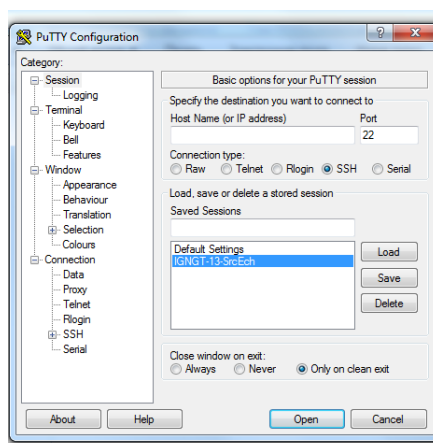 PuTTY Configuration
Category:
Session
Logging
Terminal
Keyboard
Bell
Features
Window
Appearance
Behaviour
Translation
Selection
Colours
Connection
Data
Proxy
Telnet
Rlogin
SSH
Serial
Basic options for your PuTTY session
Specify the destination you want to connect to
Host Name (or IP address) Port
22
Connection type:
Raw Telnet Rlogin SSH Serial
Load, save or delete a stored session
Saved Sessions
Default Settings
IGNGT-13-SrcEch
Load
Save
Delete
Close window on exit:
Always Never Only on clean exit
About Help Open Cancel